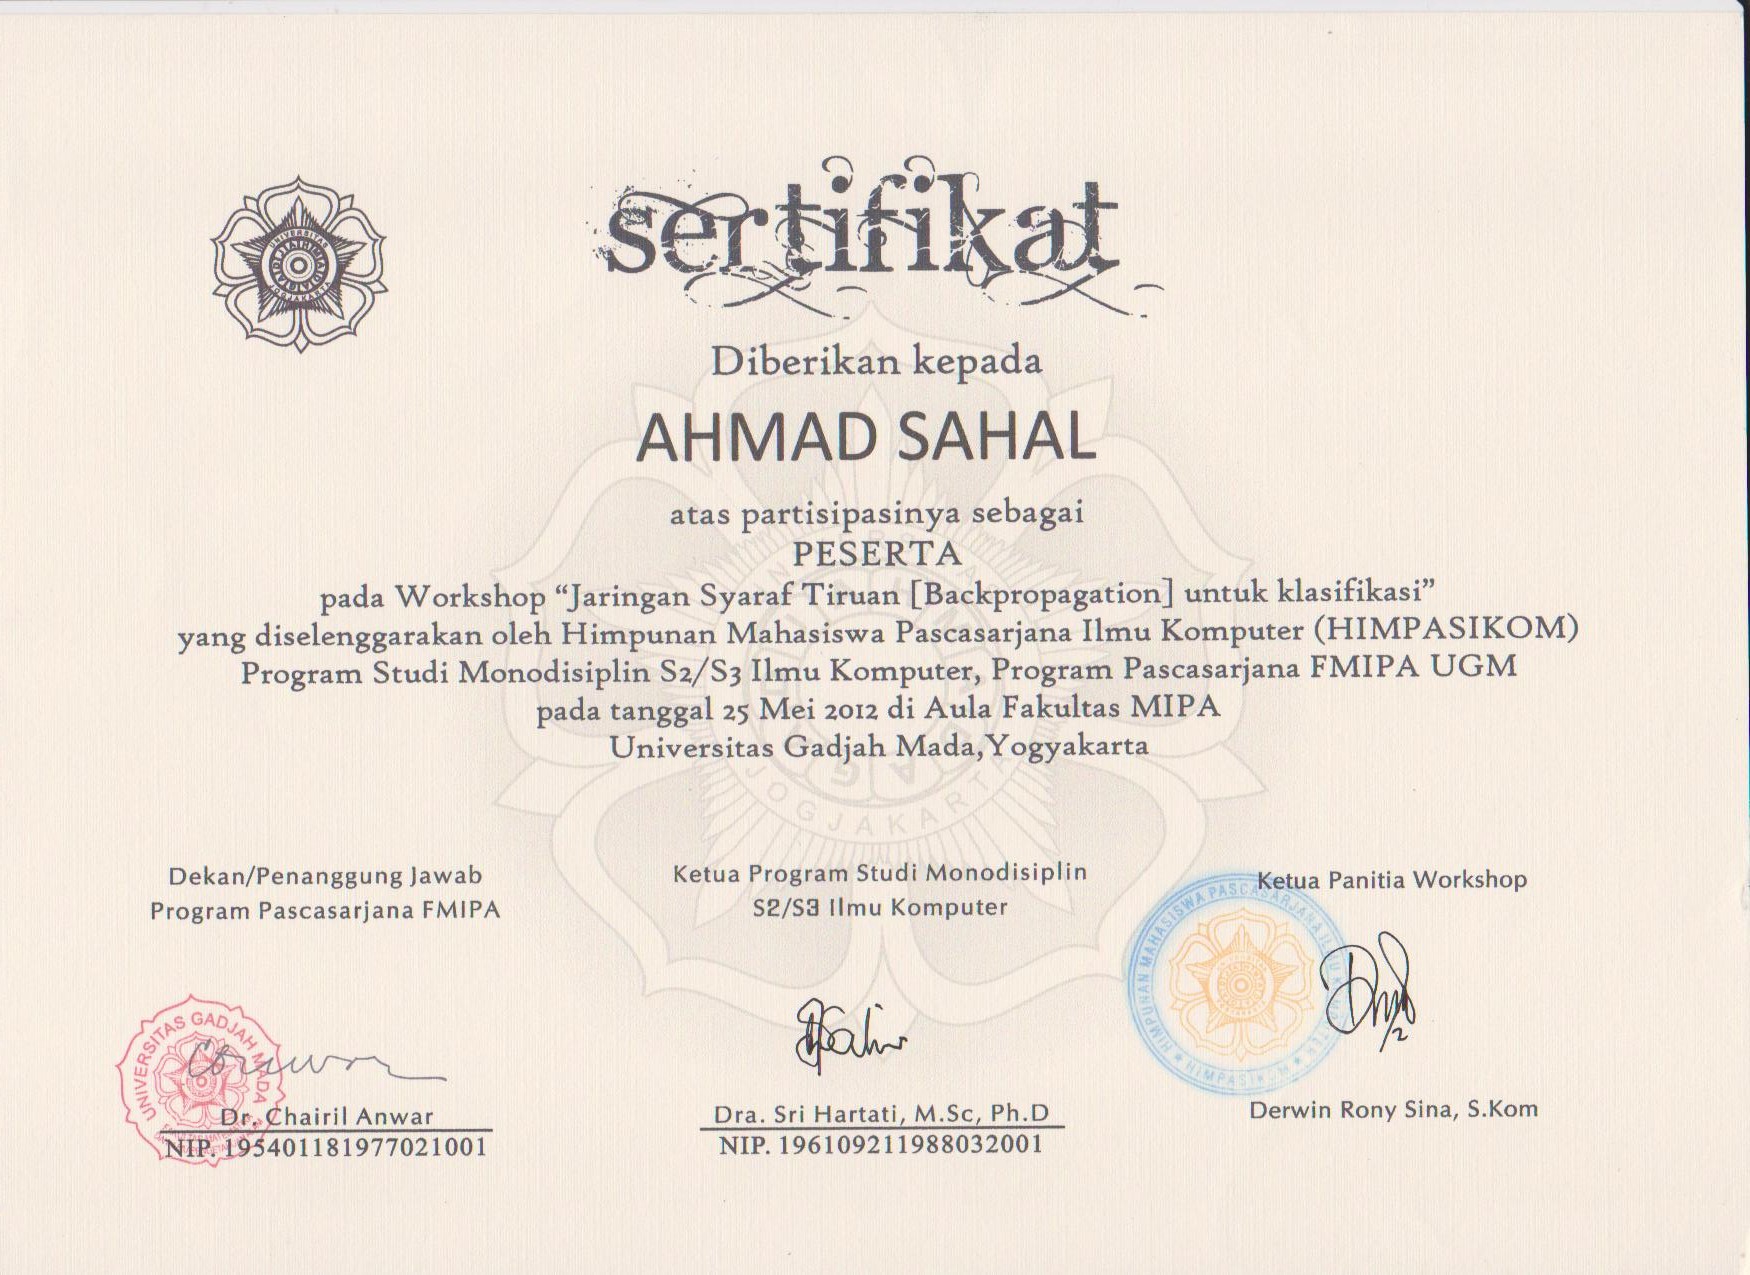 sertifikat
Diberikan kepada
AHMAD SAHAL
atas partisipasinya sebagai
PESERTA
pada Workshop “Jaringan Syaraf Tiruan [Backpropagation] untuk klasifikasi”
yang diselenggarakan oleh Himpunan Mahasiswa Pascasarjana Ilmu Komputer (HIMPASIKOM)
Program Studi Monodisiplin S2/S3 Ilmu Komputer, Program Pascasarjana FMIPA UGM
pada tanggal 25 Mei 2012 di Aula Fakultas MIPA
Universitas Gadjah Mada, Yogyakarta
Dekan/Penanggung Jawab
Program Pascasarjana FMIPA
UNIVERSITAS GADJAH MADA
Dr. Chairil Anwar
NIP. 195401181977021001
Ketua Program Studi Monodisiplin
S2/S3 Ilmu Komputer
Dra. Sri Hartati, M.Sc, Ph.D
NIP. 196109211988032001
Ketua Panitia Workshop
HIMPUNAN MAHASISWA PASCASARJANA ILMU KOMPUTER
HIMPASIKOM
Derwin Rony Sina, S.Kom